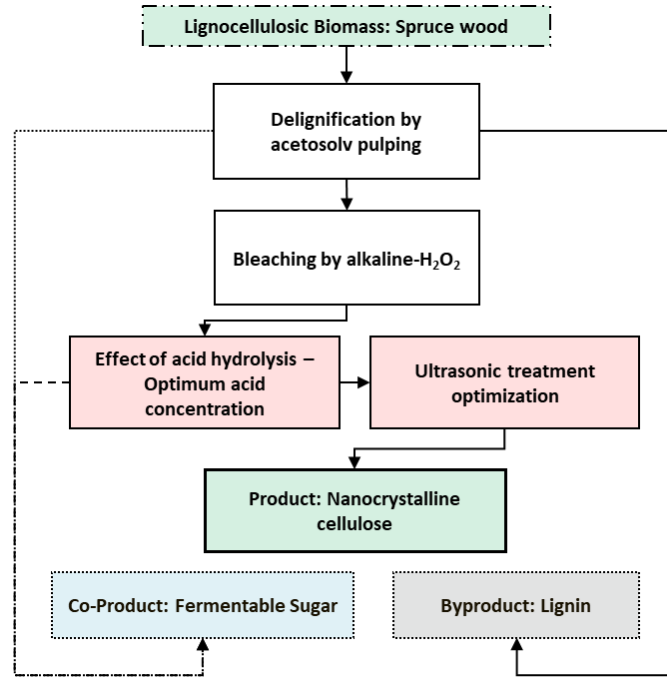 Lignocellulosic Biomass: Spruce wood
Delignification by
acetosolv pulping
Bleaching by alkaline-H₂O₂
Effect of acid hydrolysis –
Optimum acid
concentration
Ultrasonic treatment
optimization
Product: Nanocrystalline
cellulose
Co-Product: Fermentable Sugar
Byproduct: Lignin